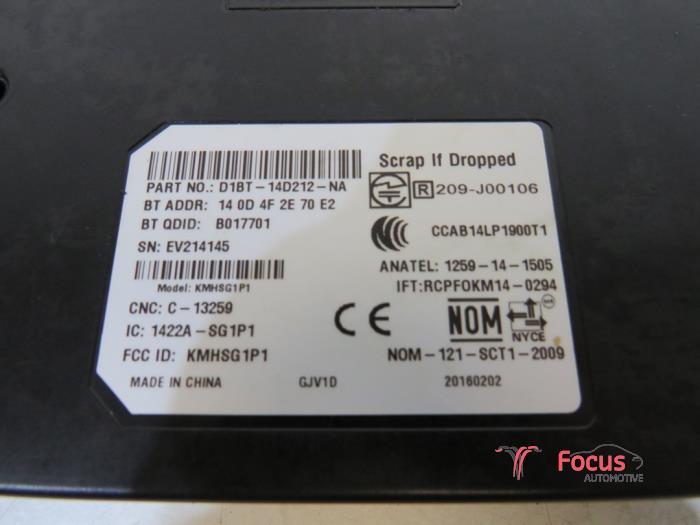 Scrap If Dropped
PART NO.: D1BT-14D212-NA
R 209-J00106
BT ADDR: 14 0D 4F 2E 70 E2
BT QDID: B017701
CCAB14LP1900T1
SN: EV214145
ANATEL: 1259-14-1505
Model: KMHSG1P1
IFT:RCPFOKM14-0294
CNC: C-13259
CE
NOM
NYCE
IC: 1422A-SG1P1
FCC ID: KMHSG1P1
NOM-121-SCT1-2009
MADE IN CHINA
GJV1D
20160202
Focus
AUTOMOTIVE